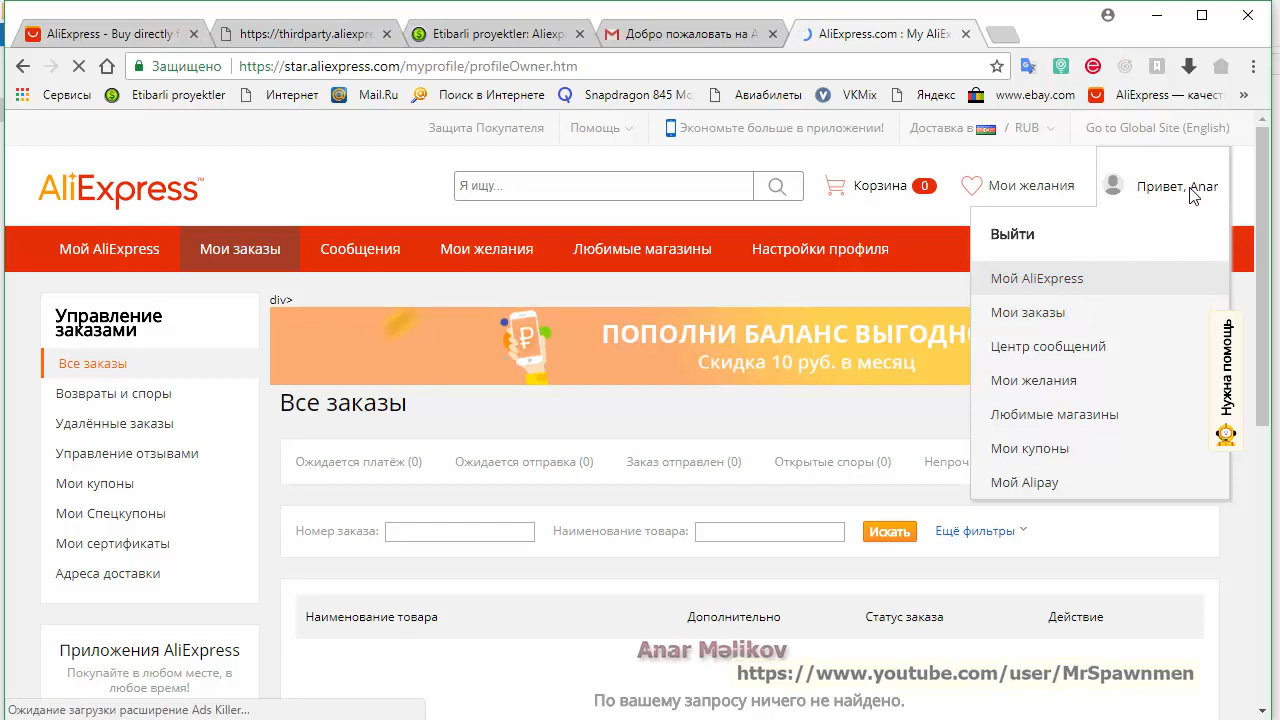 AliExpress - Buy directly
https://thirdparty.aliexpre
Etibarli proyektler: Aliexp
Добро пожаловать на A
AliExpress.com : My AliEx
Защищено https://star.aliexpress.com/myprofile/profileOwner.htm
Сервисы Etibarli proyektler Интернет Mail.Ru Поиск в Интернете Snapdragon 845 Mo Авиабилеты VKMix Яндекс www.ebay.com AliExpress — качест »
Защита Покупателя Помощь Экономьте больше в приложении! Доставка в / RUB Go to Global Site (English)
AliExpress™
Я ищу...
Корзина 0
Мои желания
Привет, Anar
Мой AliExpress Мои заказы Сообщения Мои желания Любимые магазины Настройки профиля
Выйти
Мой AliExpress
Мои заказы
Центр сообщений
Мои желания
Любимые магазины
Мои купоны
Мой Alipay
Нужна помощь
Управление
заказами
Все заказы
Возвраты и споры
Удалённые заказы
Управление отзывами
Мои купоны
Мои Спецкупоны
Мои сертификаты
Адреса доставки
Приложения AliExpress
Покупайте в любом месте, в
любое время!
div>
ПОПОЛНИ БАЛАНС ВЫГОДНО
Скидка 10 руб. в месяц
Все заказы
Ожидается платёж (0) Ожидается отправка (0) Заказ отправлен (0) Открытые споры (0) Непроч
Номер заказа: Наименование товара: Искать Ещё фильтры
Наименование товара Дополнительно Статус заказа Действие
Anar Məlikov
https://www.youtube.com/user/MrSpawnmen
По вашему запросу ничего не найдено.
Ожидание загрузки расширение Ads Killer...